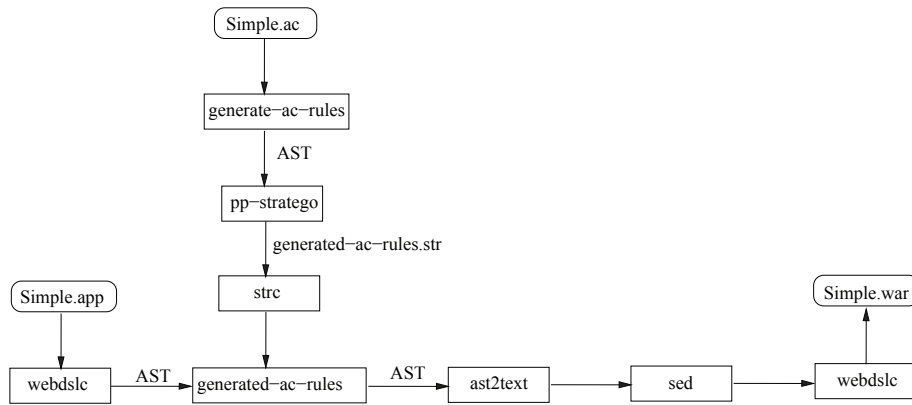 Simple.ac
generate−ac−rules
AST
pp−stratego
generated−ac−rules.str
Simple.app
strc
Simple.war
webdslc
AST
generated−ac−rules
AST
ast2text
sed
webdslc